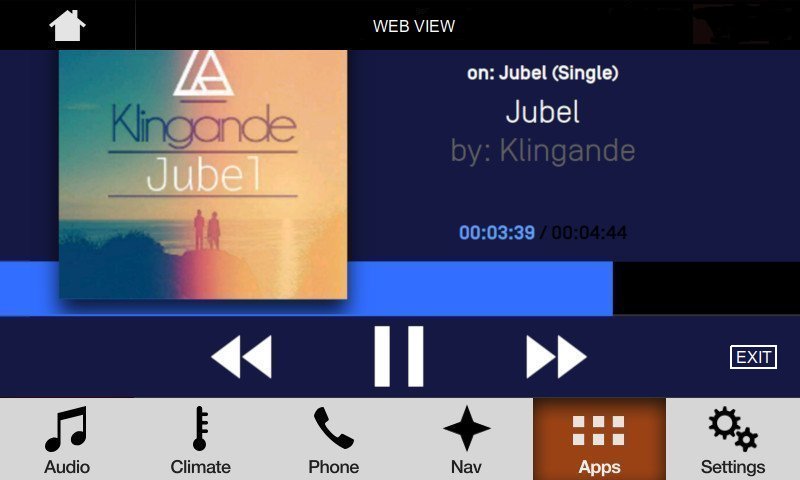 WEB VIEW
Klingande
Jubel
on: Jubel (Single)
Jubel
by: Klingande
00:03:39 / 00:04:44
EXIT
Audio
Climate
Phone
Nav
Apps
Settings